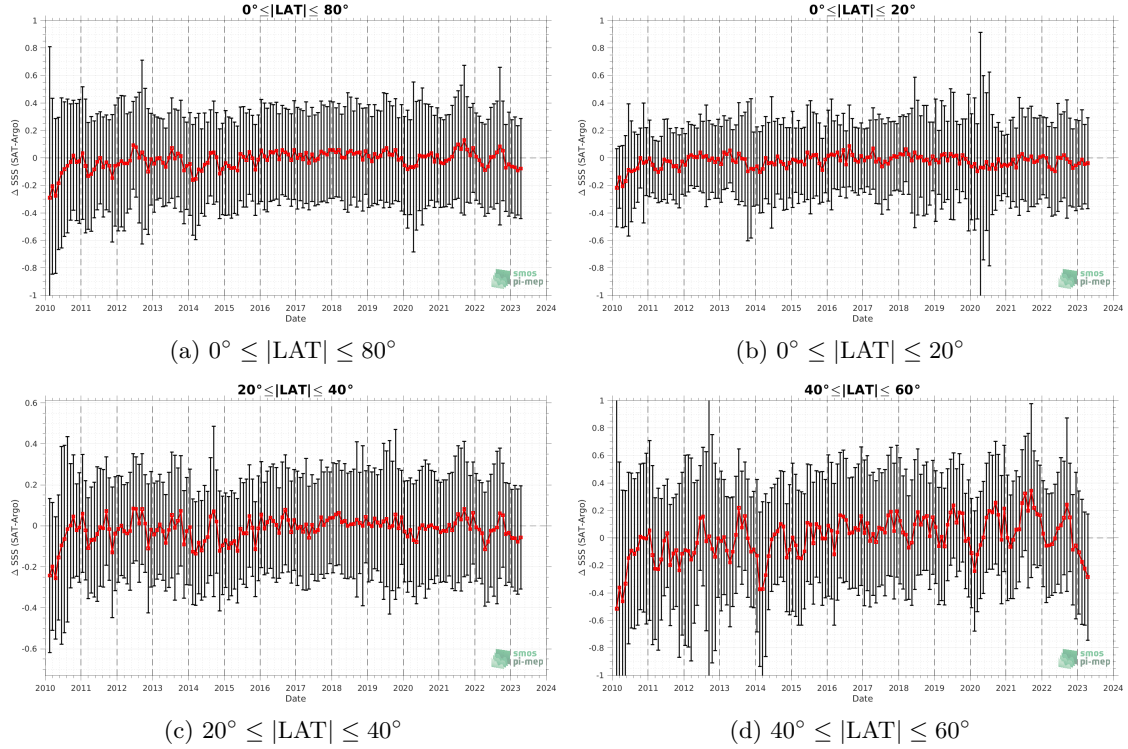 0°≤|LAT|≤ 80°
Δ SSS (SAT-Argo)
1
0.8
0.6
0.4
0.2
0
-0.2
-0.4
-0.6
-0.8
-1
2010 2011 2012 2013 2014 2015 2016 2017 2018 2019 2020 2021 2022 2023 2024
Date
smos
pi-mep
(a) 0° ≤ |LAT| ≤ 80°
0°≤|LAT|≤ 20°
Δ SSS (SAT-Argo)
1
0.8
0.6
0.4
0.2
0
-0.2
-0.4
-0.6
-0.8
-1
2010 2011 2012 2013 2014 2015 2016 2017 2018 2019 2020 2021 2022 2023 2024
Date
smos
pi-mep
(b) 0° ≤ |LAT| ≤ 20°
20°≤|LAT|≤ 40°
Δ SSS (SAT-Argo)
0.6
0.4
0.2
0
-0.2
-0.4
-0.6
2010 2011 2012 2013 2014 2015 2016 2017 2018 2019 2020 2021 2022 2023 2024
Date
smos
pi-mep
(c) 20° ≤ |LAT| ≤ 40°
40°≤|LAT|≤ 60°
Δ SSS (SAT-Argo)
1
0.8
0.6
0.4
0.2
0
-0.2
-0.4
-0.6
-0.8
-1
2010 2011 2012 2013 2014 2015 2016 2017 2018 2019 2020 2021 2022 2023 2024
Date
smos
pi-mep
(d) 40° ≤ |LAT| ≤ 60°